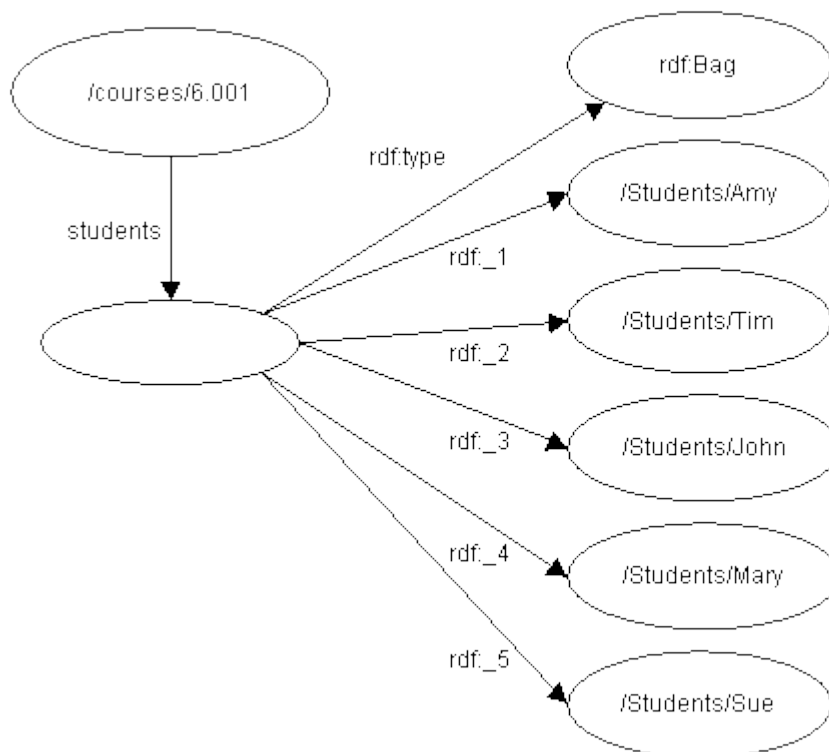 /courses/6.001
students
rdf:type
rdf:_1
rdf:_2
rdf:_3
rdf:_4
rdf:_5
rdf:Bag
/Students/Amy
/Students/Tim
/Students/John
/Students/Mary
/Students/Sue